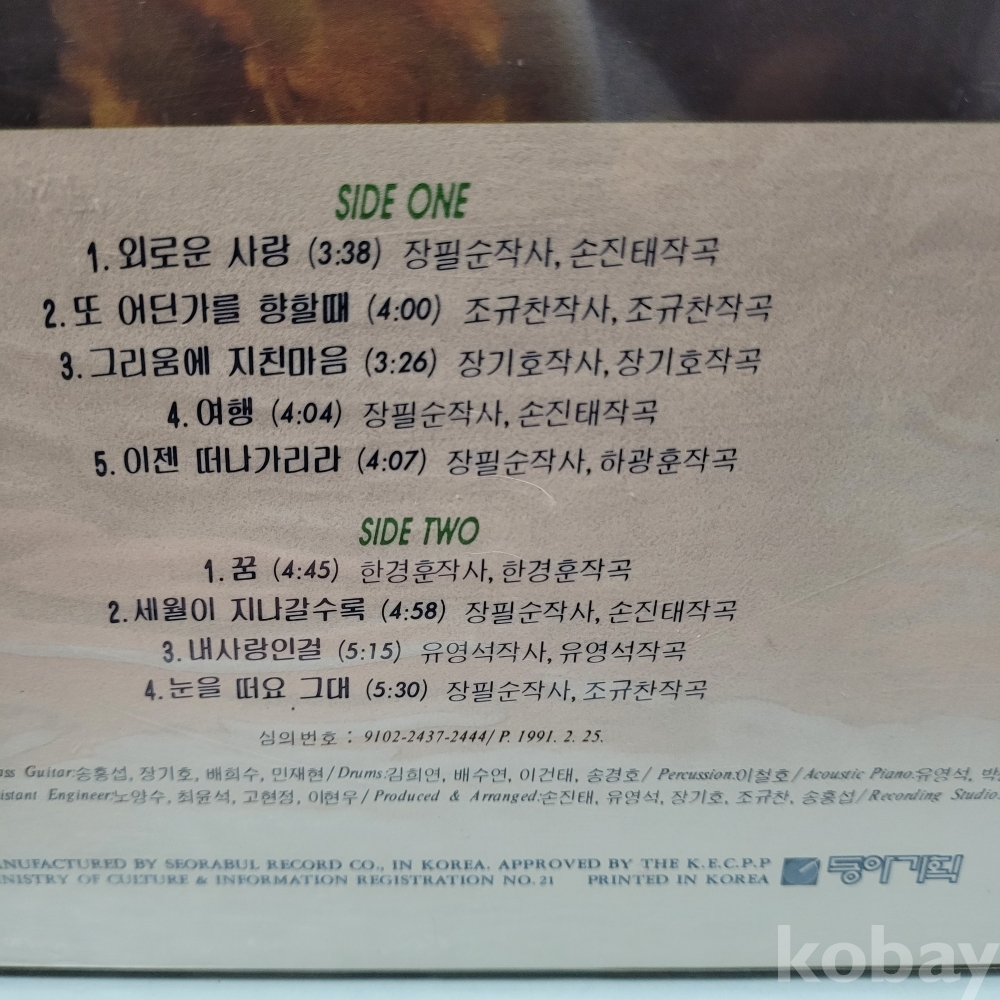 SIDE ONE
1. 외로운 사랑 (3:38) 장필순작사, 손진태작곡
2. 또 어딘가를 향할때 (4:00) 조규찬작사, 조규찬작곡
3. 그리움에 지친마음 (3:26) 장기호작사, 장기호작곡
4. 여행 (4:04) 장필순작사, 손진태작곡
5. 이젠 떠나가리라 (4:07) 장필순작사, 하광훈작곡
SIDE TWO
1. 꿈 (4:45) 한경훈작사, 한경훈작곡
2. 세월이 지나갈수록 (4:58) 장필순작사, 손진태작곡
3. 내사랑인걸 (5:15) 유영석작사, 유영석작곡
4. 눈을 떠요 그대 (5:30) 장필순작사, 조규찬작곡
심의번호 : 9102-2437-2444/ P. 1991. 2. 25.
ass Guitar:송홍섭, 장기호, 배희수, 민재현/Drums:김희연, 배수연, 이건태, 송경호/ Percussion:이철호/Acoustic Piano:유영석, 박
sistant Engineer:노양수, 최윤석, 고현정, 이현우/ Produced & Arranged:손진태, 유영석, 장기호, 조규찬, 송홍섭/Recording Studio
ANUFACTURED BY SEORABUL RECORD CO., IN KOREA. APPROVED BY THE K.E.C.P.P
INISTRY OF CULTURE & INFORMATION REGISTRATION NO. 21 PRINTED IN KOREA
동아기획
kobay